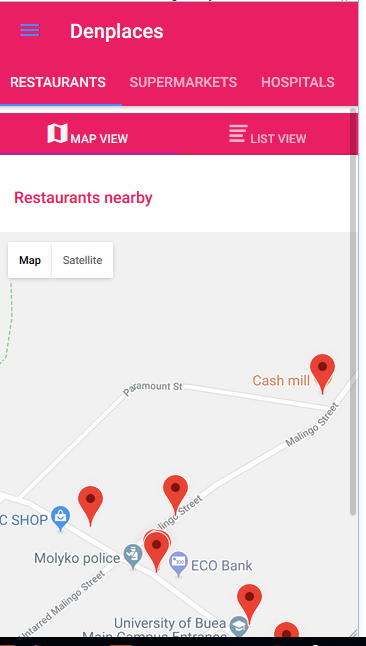 Denplaces
RESTAURANTS SUPERMARKETS HOSPITALS
MAP VIEW LIST VIEW
Restaurants nearby
Map Satellite
Cash mill
Paramount St
Malingo Street
Malingo Street
C SHOP
Molyko police
ECO Bank
Untarred Malingo Street
University of Buea
Main Campus Entrance